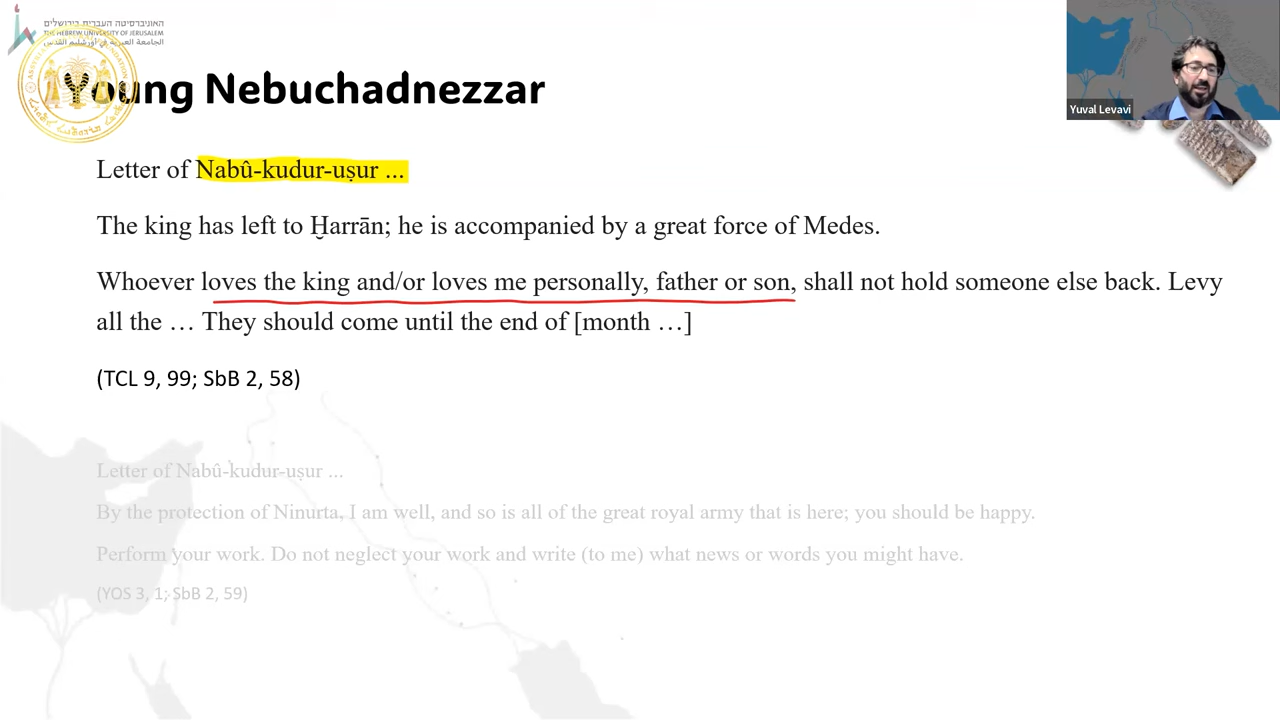 האוניברסיטה העברית בירושלים
THE HEBREW UNIVERSITY OF JERUSALEM
الجامعة العبرية في اورشليم القدس
Young Nebuchadnezzar
Yuval Levavi
Letter of Nabû-kudur-uṣur ...
The king has left to Ḫarrān; he is accompanied by a great force of Medes.
Whoever loves the king and/or loves me personally, father or son, shall not hold someone else back. Levy
all the … They should come until the end of [month …]
(TCL 9, 99; SbB 2, 58)
Letter of Nabû-kudur-uṣur ...
By the protection of Ninurta, I am well, and so is all of the great royal army that is here; you should be happy.
Perform your work. Do not neglect your work and write (to me) what news or words you might have.
(YOS 3, 1; SbB 2, 59)